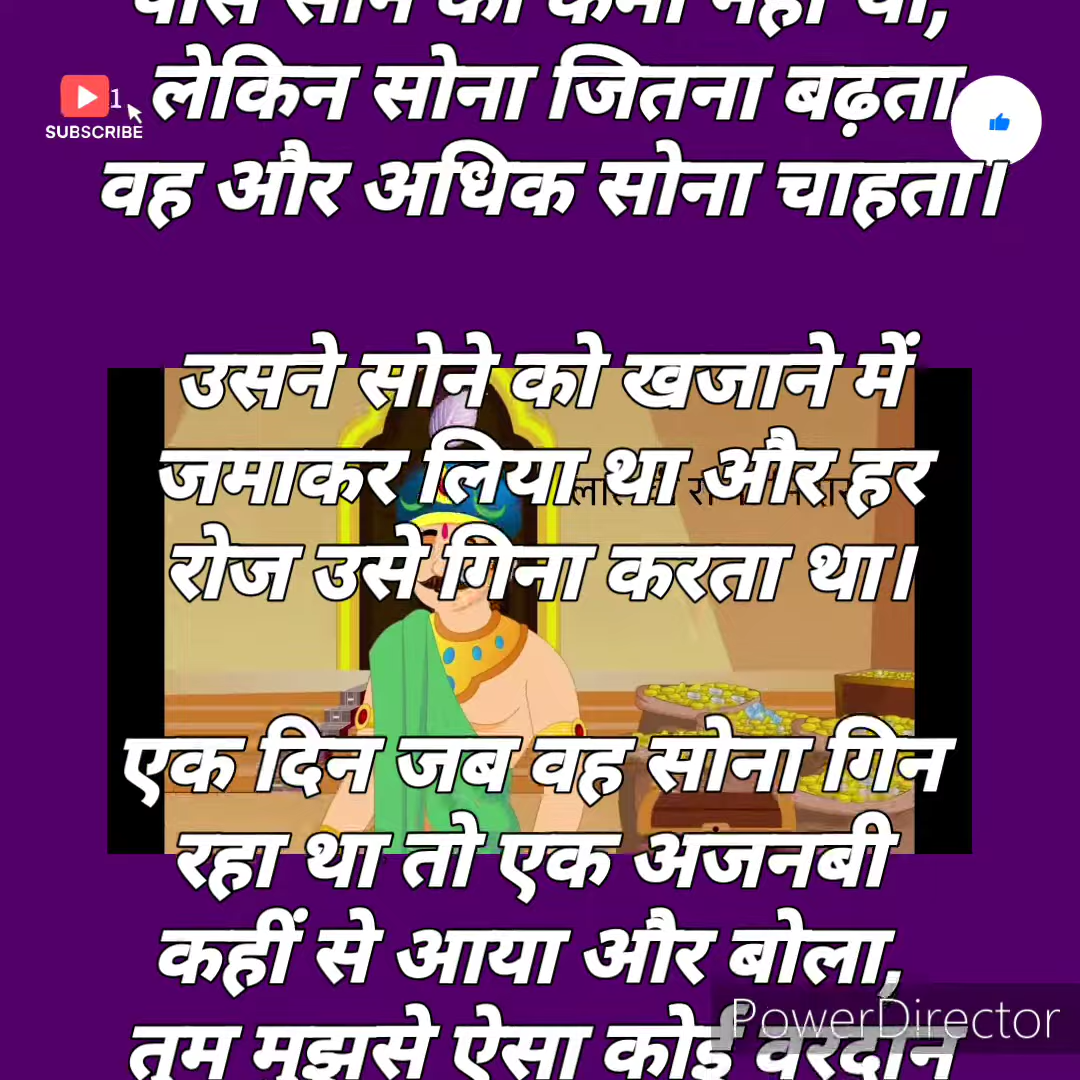 लेकिन सोना जितना बढ़ता
वह और अधिक सोना चाहता।
1
SUBSCRIBE
उसने सोने को खजाने में
जमाकर लिया था और हर
रोज उसे गिना करता था।
एक दिन जब वह सोना गिन
रहा था तो एक अजनबी
कहीं से आया और बोला,
तुम मुझसे ऐसा कोई वरदान
PowerDirector